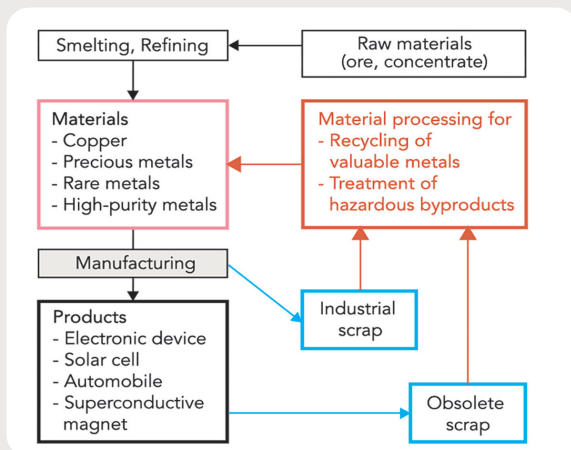 Smelting, Refining
Raw materials
(ore, concentrate)
Materials
- Copper
- Precious metals
- Rare metals
- High-purity metals
Material processing for
- Recycling of
valuable metals
- Treatment of
hazardous byproducts
Manufacturing
Industrial
scrap
Products
- Electronic device
- Solar cell
- Automobile
- Superconductive
magnet
Obsolete
scrap